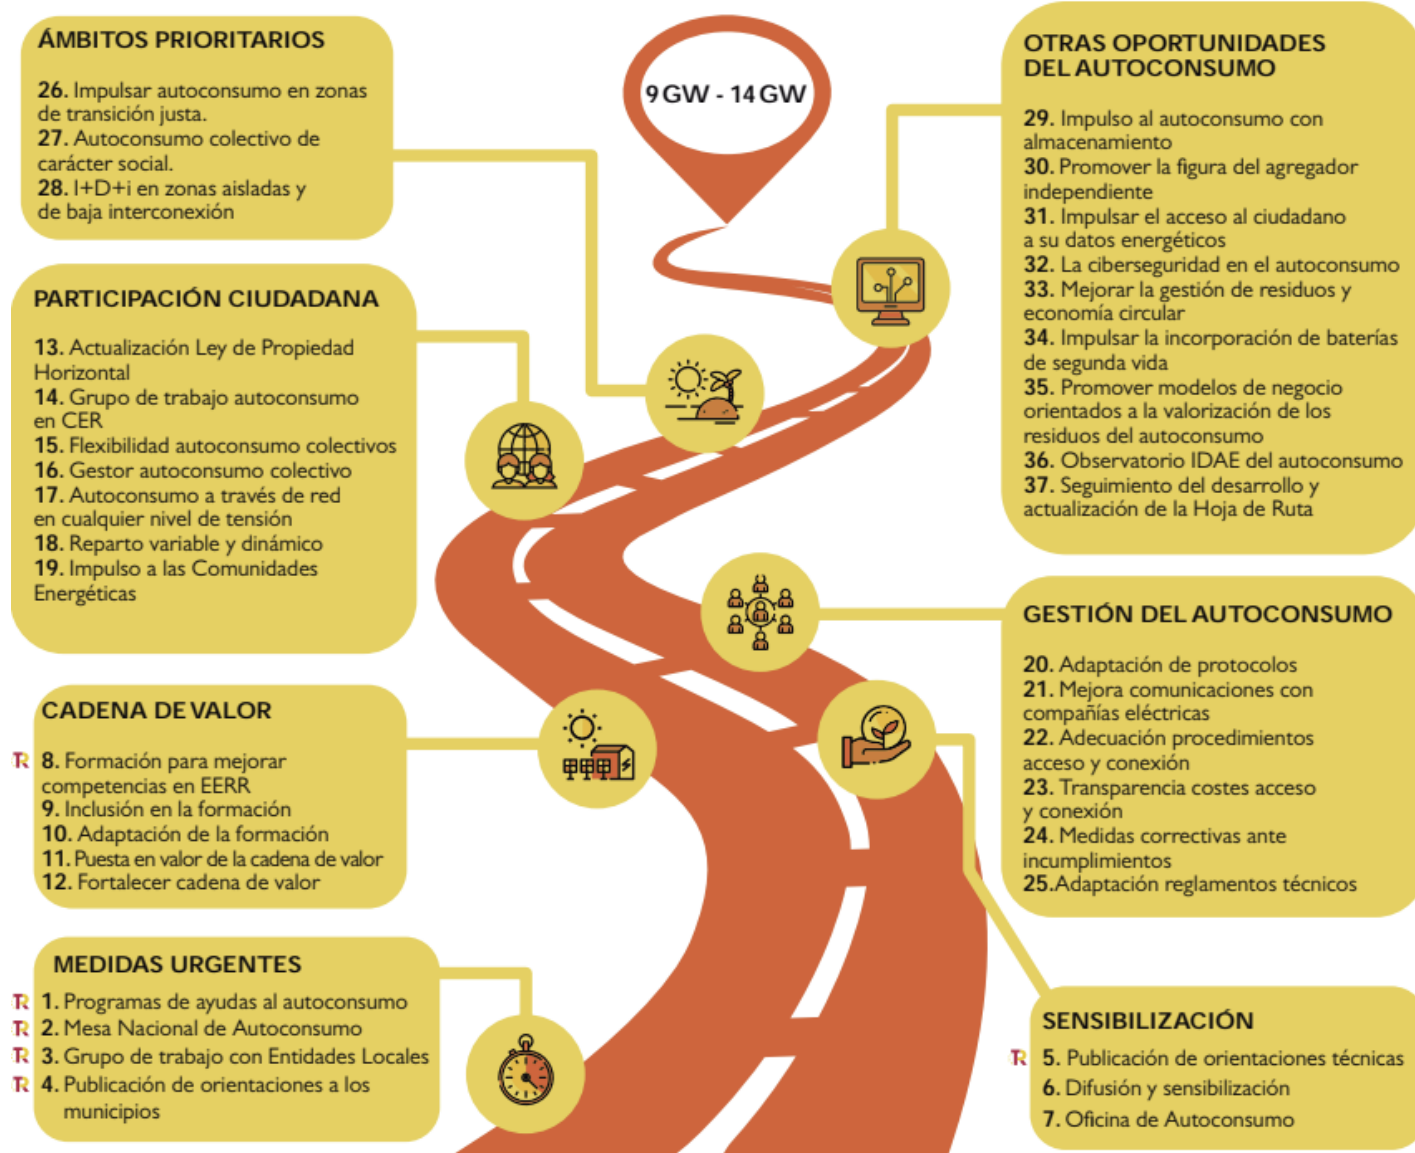 ÁMBITOS PRIORITARIOS
26. Impulsar autoconsumo en zonas
de transición justa.
27. Autoconsumo colectivo de
carácter social.
28. I+D+i en zonas aisladas y
de baja interconexión
9 GW - 14 GW
OTRAS OPORTUNIDADES
DEL AUTOCONSUMO
29. Impulso al autoconsumo con
almacenamiento
30. Promover la figura del agregador
independiente
31. Impulsar el acceso al ciudadano
a su datos energéticos
32. La ciberseguridad en el autoconsumo
33. Mejorar la gestión de residuos y
economía circular
34. Impulsar la incorporación de baterías
de segunda vida
35. Promover modelos de negocio
orientados a la valorización de los
residuos del autoconsumo
36. Observatorio IDAE del autoconsumo
37. Seguimiento del desarrollo y
actualización de la Hoja de Ruta
PARTICIPACIÓN CIUDADANA
13. Actualización Ley de Propiedad
Horizontal
14. Grupo de trabajo autoconsumo
en CER
15. Flexibilidad autoconsumo colectivos
16. Gestor autoconsumo colectivo
17. Autoconsumo a través de red
en cualquier nivel de tensión
18. Reparto variable y dinámico
19. Impulso a las Comunidades
Energéticas
GESTIÓN DEL AUTOCONSUMO
20. Adaptación de protocolos
21. Mejora comunicaciones con
compañías eléctricas
22. Adecuación procedimientos
acceso y conexión
23. Transparencia costes acceso
y conexión
24. Medidas correctivas ante
incumplimientos
25.Adaptación reglamentos técnicos
CADENA DE VALOR
TR 8. Formación para mejorar
competencias en EERR
9. Inclusión en la formación
10. Adaptación de la formación
11. Puesta en valor de la cadena de valor
12. Fortalecer cadena de valor
MEDIDAS URGENTES
TR 1. Programas de ayudas al autoconsumo
TR 2. Mesa Nacional de Autoconsumo
TR 3. Grupo de trabajo con Entidades Locales
TR 4. Publicación de orientaciones a los
municipios
SENSIBILIZACIÓN
TR 5. Publicación de orientaciones técnicas
6. Difusión y sensibilización
7. Oficina de Autoconsumo